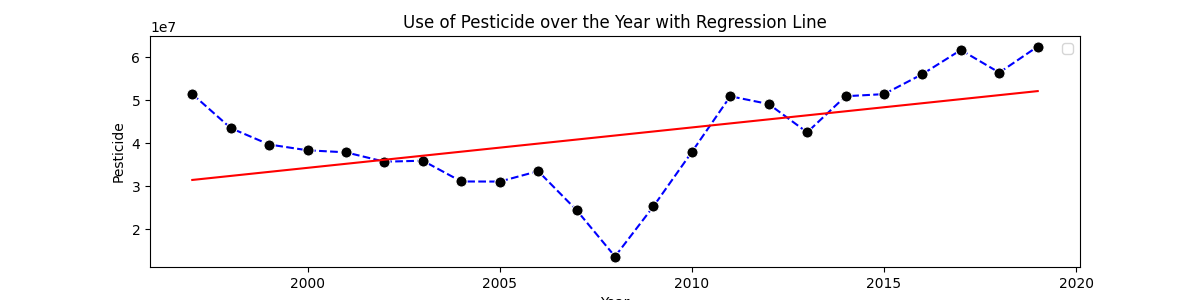 Use of Pesticide over the Year with Regression Line
1e7
6
5
4
3
2
Pesticide
2000 2005 2010 2015 2020
Year